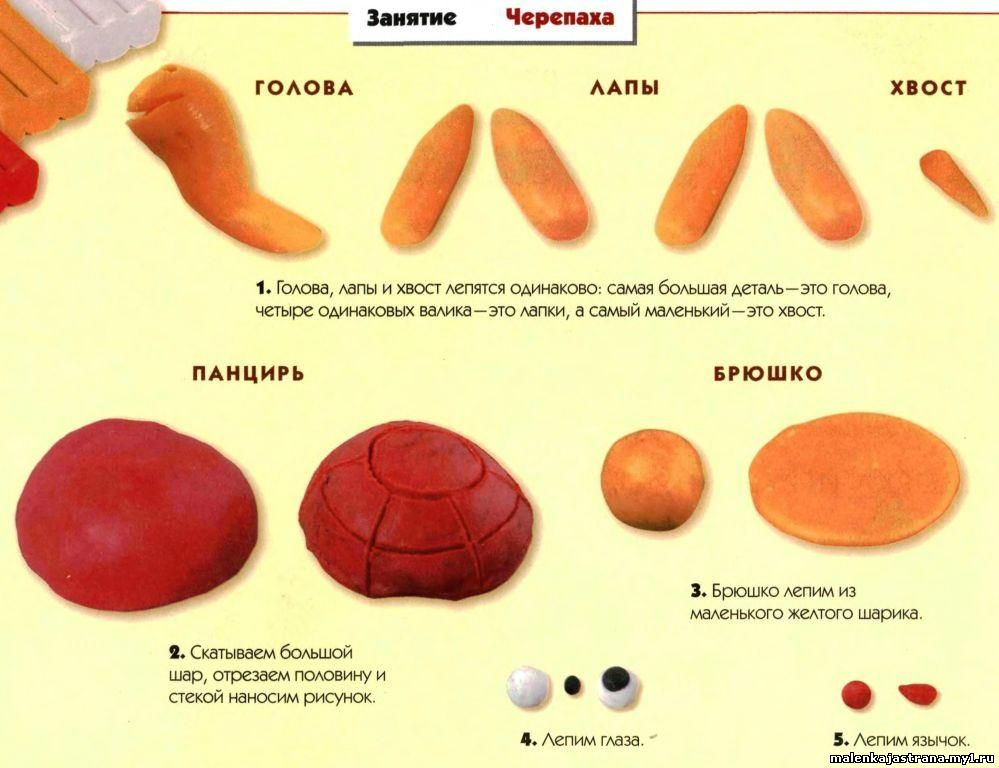 Занятие Черепаха
ГОЛОВА ЛАПЫ ХВОСТ
1. Голова, лапы и хвост лепятся одинаково: самая большая деталь—это голова,
четыре одинаковых валика—это лапки, а самый маленький—это хвост.
ПАНЦИРЬ БРЮШКО
3. Брюшко лепим из
маленького желтого шарика.
2. Скатываем большой
шар, отрезаем половину и
стекой наносим рисунок.
4. Лепим глаза.
5. Лепим язычок.
malenkajastrana.my1.ru